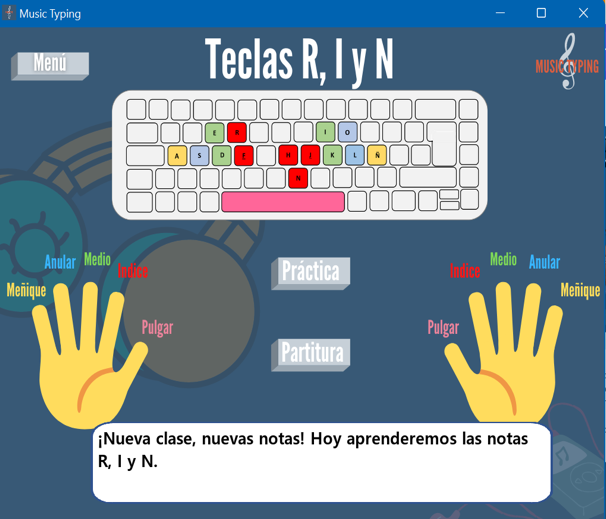 Music Typing
Menú
Teclas R, I y N
MUSIC TYPING
E R I O
A S D F H J K L Ñ
N
Meñique Anular Medio Indice Pulgar
Práctica
Partitura
Pulgar Indice Medio Anular Meñique
¡Nueva clase, nuevas notas! Hoy aprenderemos las notas
R, I y N.